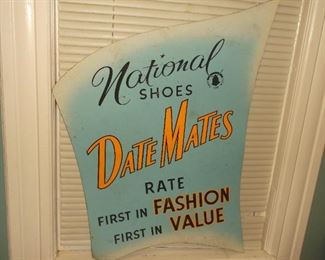 National
SHOES
DATE MATES
RATE
FIRST IN FASHION
FIRST IN VALUE